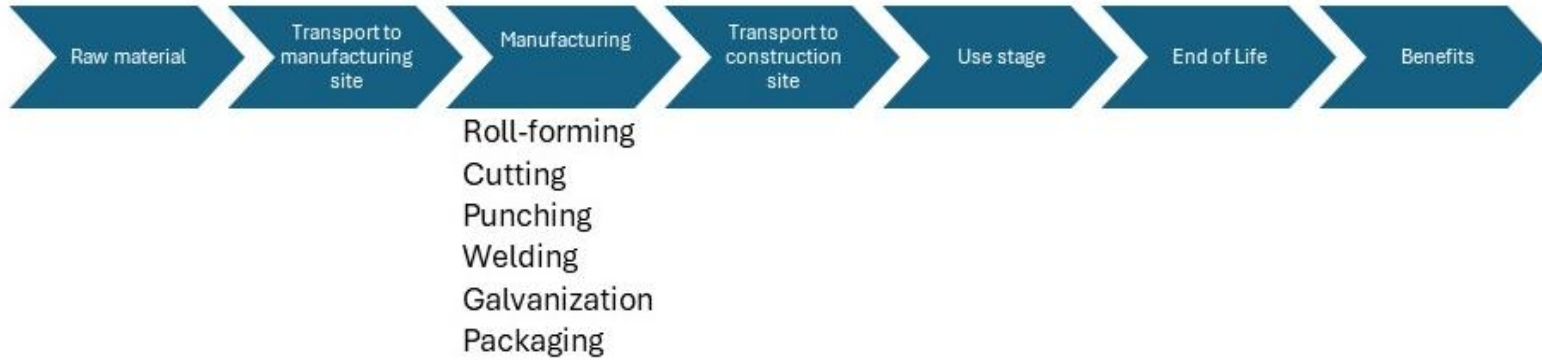 Raw material
Transport to
manufacturing
site
Manufacturing
Transport to
construction
site
Use stage
End of Life
Benefits
Roll-forming
Cutting
Punching
Welding
Galvanization
Packaging